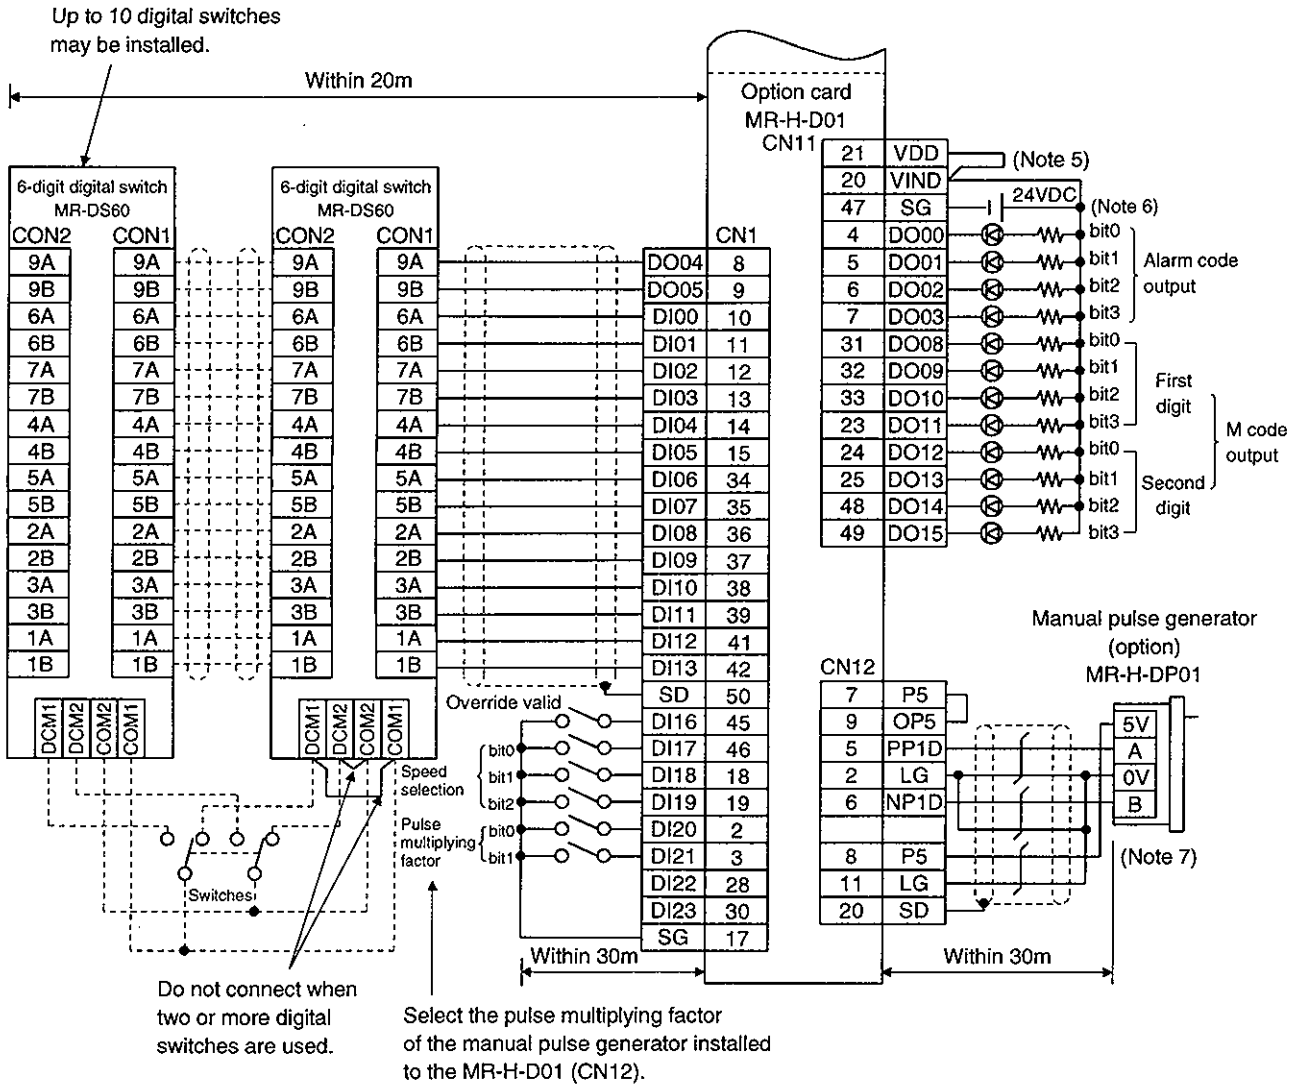 Up to 10 digital switches
may be installed.
Within 20m
Option card
MR-H-D01
CN11
21 VDD (Note 5)
20 VIND
47 SG 24VDC (Note 6)
4 DO00 bit0
5 DO01 bit1
6 DO02 bit2
7 DO03 bit3
Alarm code
output
31 DO08 bit0
32 DO09 bit1
33 DO10 bit2
23 DO11 bit3
First
digit
24 DO12 bit0
25 DO13 bit1
48 DO14 bit2
49 DO15 bit3
Second
digit
M code
output
6-digit digital switch
MR-DS60
CON2 CON1
9A 9A
9B 9B
6A 6A
6B 6B
7A 7A
7B 7B
4A 4A
4B 4B
5A 5A
5B 5B
2A 2A
2B 2B
3A 3A
3B 3B
1A 1A
1B 1B
DCM1 DCM2 COM2 COM1
6-digit digital switch
MR-DS60
CON2 CON1
9A 9A
9B 9B
6A 6A
6B 6B
7A 7A
7B 7B
4A 4A
4B 4B
5A 5A
5B 5B
2A 2A
2B 2B
3A 3A
3B 3B
1A 1A
1B 1B
DCM1 DCM2 COM2 COM1
CN1
DO04 8
DO05 9
DI00 10
DI01 11
DI02 12
DI03 13
DI04 14
DI05 15
DI06 34
DI07 35
DI08 36
DI09 37
DI10 38
DI11 39
DI12 41
DI13 42
SD 50
Override valid DI16 45
bit0 DI17 46
bit1 DI18 18
bit2 DI19 19
Speed
selection
bit0 DI20 2
bit1 DI21 3
Pulse
multiplying
factor
DI22 28
DI23 30
SG 17
Switches
Within 30m
Do not connect when
two or more digital
switches are used.
Select the pulse multiplying factor
of the manual pulse generator installed
to the MR-H-D01 (CN12).
Manual pulse generator
(option)
MR-H-DP01
CN12
7 P5
9 OP5
5 PP1D
2 LG
6 NP1D
8 P5
11 LG
20 SD
5V
A
0V
B
(Note 7)
Within 30m